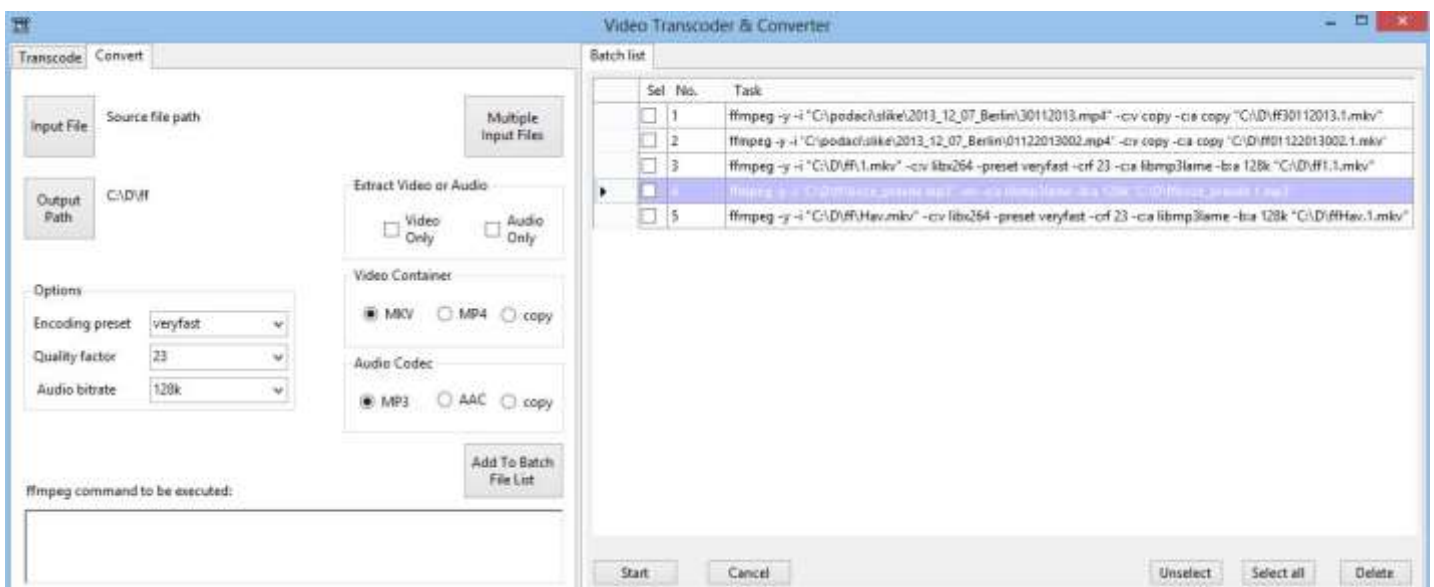 Video Transcoder & Converter
Transcode Convert
Input File
Source file path
Multiple
Input Files
Output
Path
C:\D\ff
Extract Video or Audio
Video
Only
Audio
Only
Video Container
MKV MP4 copy
Options
Encoding preset veryfast
Quality factor 23
Audio bitrate 128k
Audio Codec
MP3 AAC copy
Add To Batch
File List
ffmpeg command to be executed:
Batch list
Sel No. Task
1 ffmpeg -y -i "C:\podaci\slike\2013_12_07_Berlin\30112013.mp4" -c:v copy -c:a copy "C:\D\ff30112013.1.mkv"
2 ffmpeg -y -i "C:\podaci\slike\2013_12_07_Berlin\01122013002.mp4" -c:v copy -c:a copy "C:\D\ff01122013002.1.mkv"
3 ffmpeg -y -i "C:\D\ff\1.mkv" -c:v libx264 -preset veryfast -crf 23 -c:a libmp3lame -b:a 128k "C:\D\ff1.1.mkv"
4 ffmpeg -y -i -vn -c:a libmp3lame -b:a 128k
5 ffmpeg -y -i "C:\D\ff\Hav.mkv" -c:v libx264 -preset veryfast -crf 23 -c:a libmp3lame -b:a 128k "C:\D\ffHav.1.mkv"
Start Cancel Unselect Select all Delete